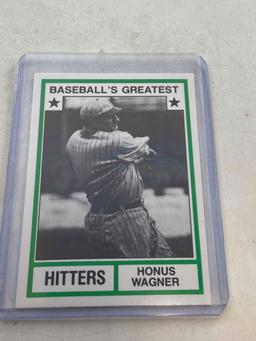 BASEBALL'S GREATEST
HITTERS
HONUS
WAGNER